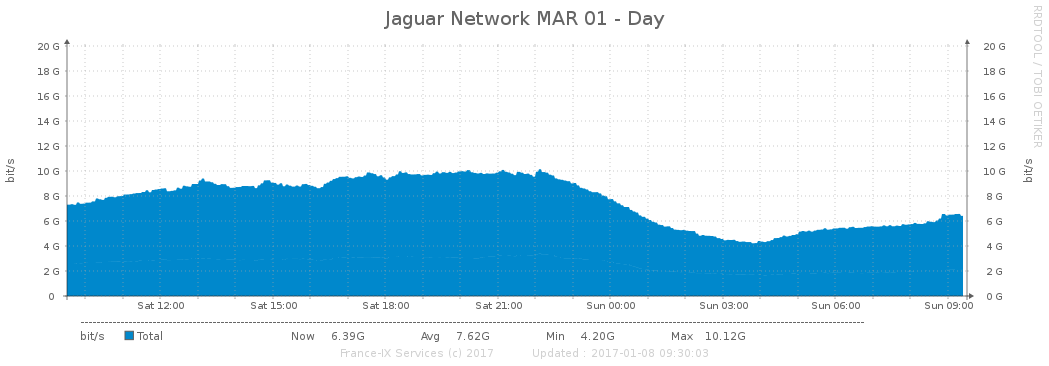 Jaguar Network MAR 01 - Day
RRDTOOL / TOBI OETIKER
bit/s
20 G 20 G
18 G 18 G
16 G 16 G
14 G 14 G
12 G 12 G
10 G 10 G
8 G 8 G
6 G 6 G
4 G 4 G
2 G 2 G
0 0 G
bit/s
Sat 12:00 Sat 15:00 Sat 18:00 Sat 21:00 Sun 00:00 Sun 03:00 Sun 06:00 Sun 09:00
bit/s Total Now 6.39G Avg 7.62G Min 4.20G Max 10.12G
France-IX Services (c) 2017 Updated : 2017-01-08 09:30:03